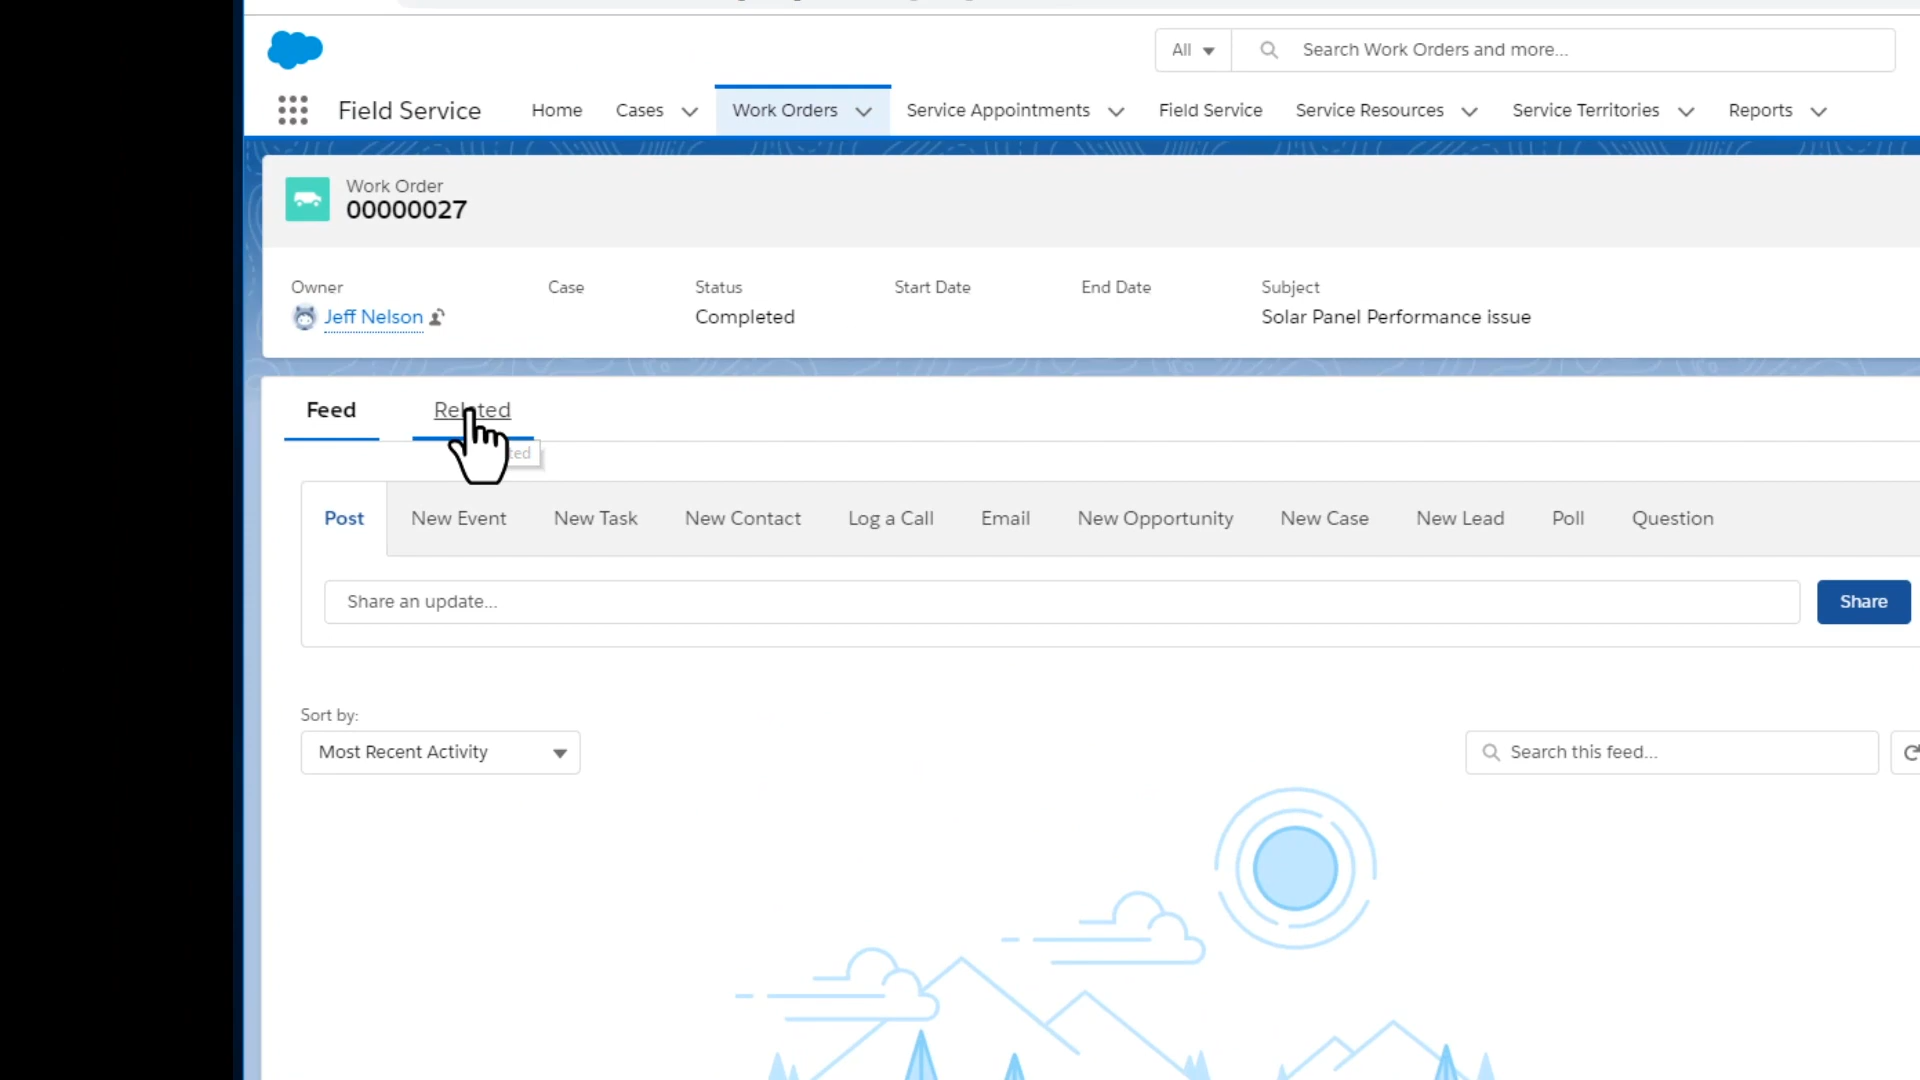 All
Search Work Orders and more...
Field Service
Home
Cases
Work Orders
Service Appointments
Field Service
Service Resources
Service Territories
Reports
Work Order
00000027
Owner
Case
Status
Start Date
End Date
Subject
Jeff Nelson
Completed
Solar Panel Performance issue
Feed
Related
Post
New Event
New Task
New Contact
Log a Call
Email
New Opportunity
New Case
New Lead
Poll
Question
Share an update...
Share
Sort by:
Most Recent Activity
Search this feed...